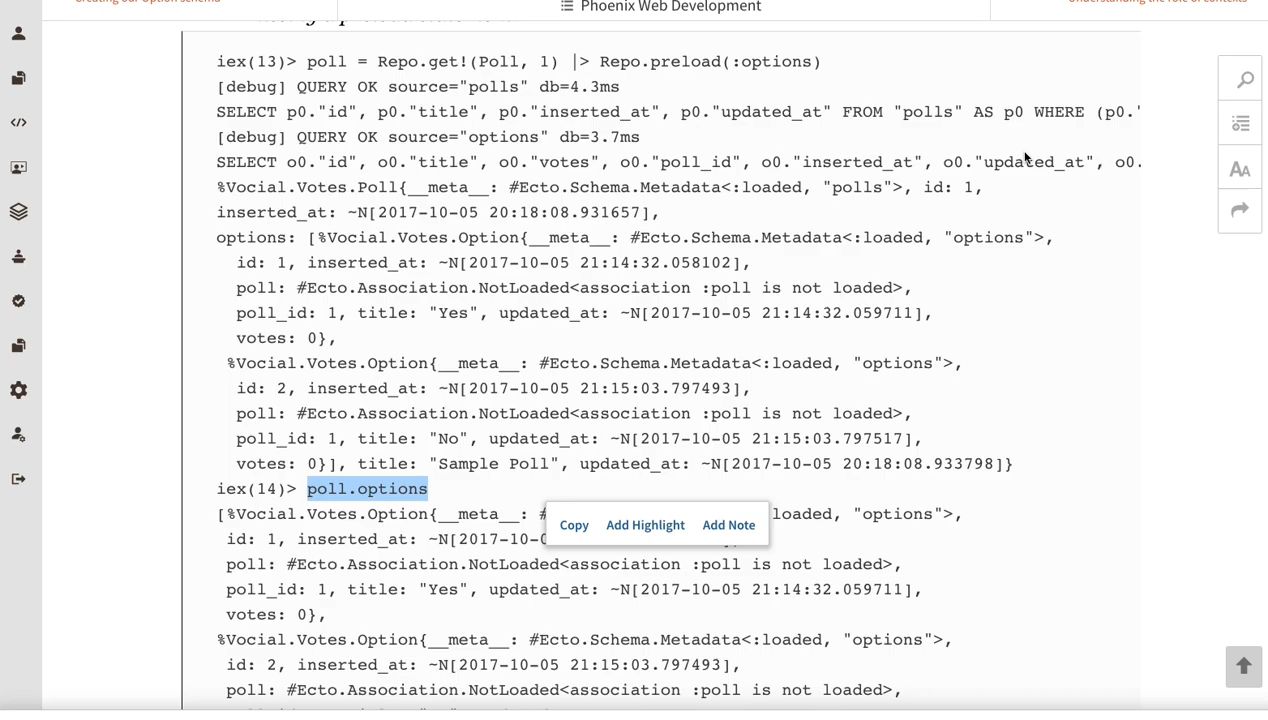 Creating our Option schema
Phoenix Web Development
Understanding the role of contexts
iex(13)> poll = Repo.get!(Poll, 1) |> Repo.preload(:options)
[debug] QUERY OK source="polls" db=4.3ms
SELECT p0."id", p0."title", p0."inserted_at", p0."updated_at" FROM "polls" AS p0 WHERE (p0."
[debug] QUERY OK source="options" db=3.7ms
SELECT o0."id", o0."title", o0."votes", o0."poll_id", o0."inserted_at", o0."updated_at", o0.
%Vocial.Votes.Poll{__meta__: #Ecto.Schema.Metadata<:loaded, "polls">, id: 1,
inserted_at: ~N[2017-10-05 20:18:08.931657],
options: [%Vocial.Votes.Option{__meta__: #Ecto.Schema.Metadata<:loaded, "options">,
id: 1, inserted_at: ~N[2017-10-05 21:14:32.058102],
poll: #Ecto.Association.NotLoaded<association :poll is not loaded>,
poll_id: 1, title: "Yes", updated_at: ~N[2017-10-05 21:14:32.059711],
votes: 0},
%Vocial.Votes.Option{__meta__: #Ecto.Schema.Metadata<:loaded, "options">,
id: 2, inserted_at: ~N[2017-10-05 21:15:03.797493],
poll: #Ecto.Association.NotLoaded<association :poll is not loaded>,
poll_id: 1, title: "No", updated_at: ~N[2017-10-05 21:15:03.797517],
votes: 0}], title: "Sample Poll", updated_at: ~N[2017-10-05 20:18:08.933798]}
iex(14)> poll.options
[%Vocial.Votes.Option{__meta__: # loaded, "options">,
Copy Add Highlight Add Note
id: 1, inserted_at: ~N[2017-10-0
poll: #Ecto.Association.NotLoaded<association :poll is not loaded>,
poll_id: 1, title: "Yes", updated_at: ~N[2017-10-05 21:14:32.059711],
votes: 0},
%Vocial.Votes.Option{__meta__: #Ecto.Schema.Metadata<:loaded, "options">,
id: 2, inserted_at: ~N[2017-10-05 21:15:03.797493],
poll: #Ecto.Association.NotLoaded<association :poll is not loaded>,